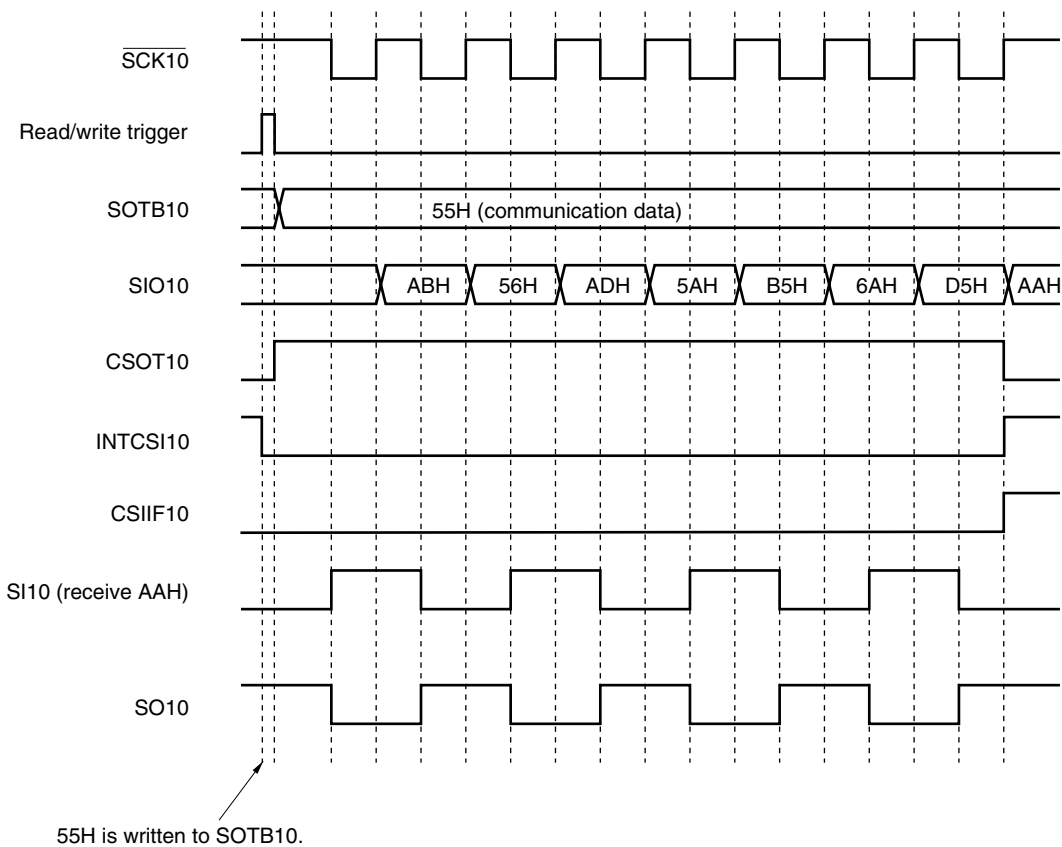 SCK10
Read/write trigger
SOTB10
55H (communication data)
SIO10
ABH 56H ADH 5AH B5H 6AH D5H AAH
CSOT10
INTCSI10
CSIIF10
SI10 (receive AAH)
SO10
55H is written to SOTB10.